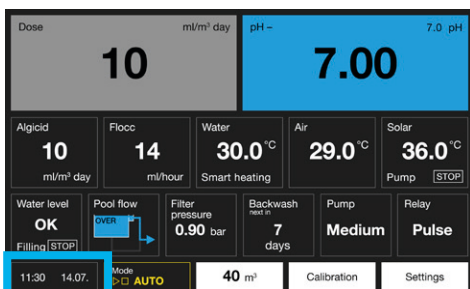 Dose ml/m³ day
10
pH – 7.0 pH
7.00
Algicid
10
ml/m³ day
Flocc
14
ml/hour
Water
30.0 °C
Smart heating
Air
29.0 °C
Solar
36.0 °C
Pump STOP
Water level
OK
Filling STOP
Pool flow
OVER
Filter
pressure
0.90 bar
Backwash
next in
7
days
Pump
Medium
Relay
Pulse
11:30 14.07.
Mode
AUTO
40 m³
Calibration
Settings